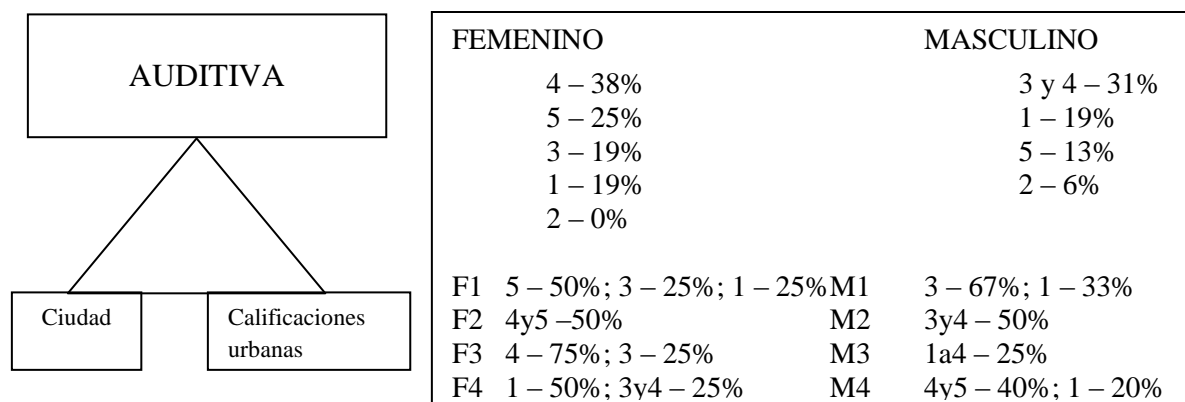 AUDITIVA
Ciudad
Calificaciones
urbanas
FEMENINO MASCULINO
4 – 38% 3 y 4 – 31%
5 – 25% 1 – 19%
3 – 19% 5 – 13%
1 – 19% 2 – 6%
2 – 0%
F1 5 – 50%; 3 – 25%; 1 – 25% M1 3 – 67%; 1 – 33%
F2 4y5 –50% M2 3y4 – 50%
F3 4 – 75%; 3 – 25% M3 1a4 – 25%
F4 1 – 50%; 3y4 – 25% M4 4y5 – 40%; 1 – 20%